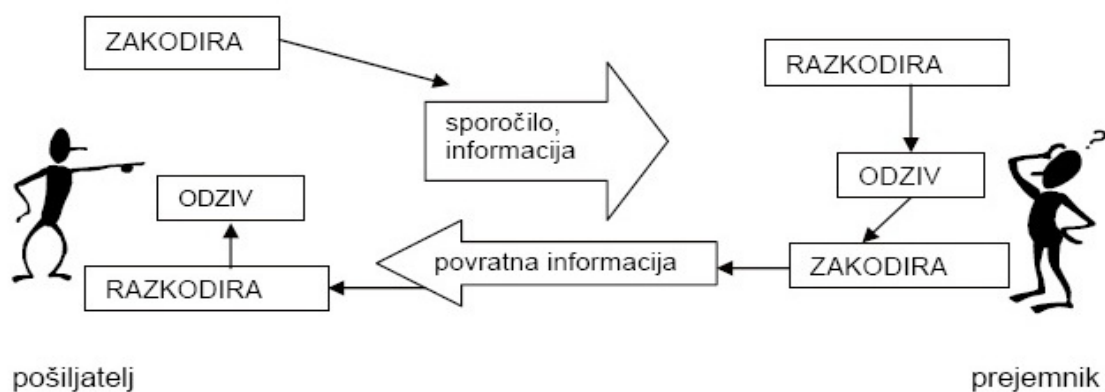 ZAKODIRA
RAZKODIRA
sporočilo,
informacija
?
ODZIV
ODZIV
povratna informacija
ZAKODIRA
RAZKODIRA
pošiljatelj
prejemnik